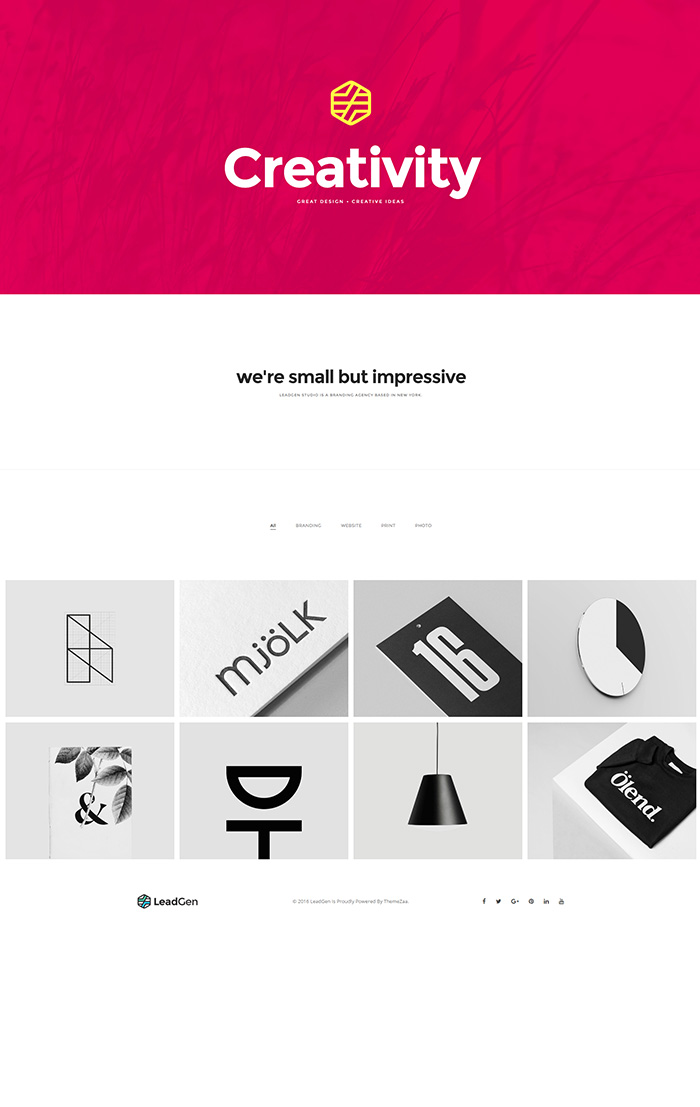 Creativity
GREAT DESIGN • CREATIVE IDEAS
we're small but impressive
LEADGEN STUDIO IS A BRANDING AGENCY BASED IN NEW YORK.
All BRANDING WEBSITE PRINT PHOTO
mjöLK
16
&
DT
Ölend.
LeadGen
© 2016 LeadGen is Proudly Powered By ThemeZaa.